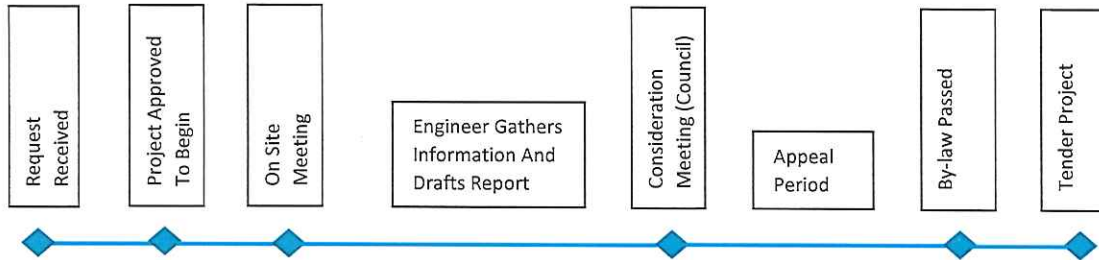 Request
Received
Project Approved
To Begin
On Site
Meeting
Engineer Gathers
Information And
Drafts Report
Consideration
Meeting (Council)
Appeal
Period
By-law Passed
Tender Project